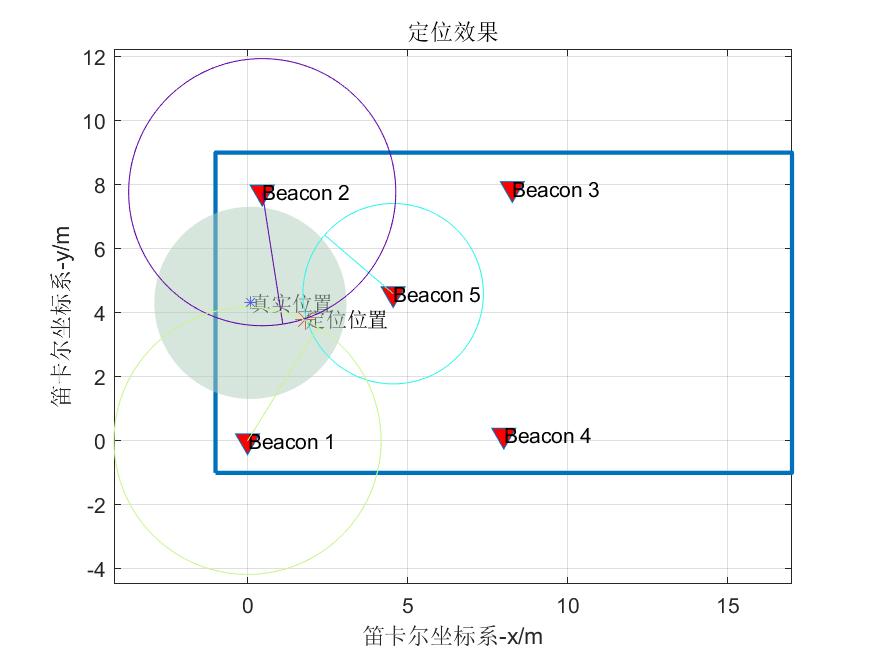 定位效果
12
10
8
6
4
2
0
-2
-4
笛卡尔坐标系-y/m
Beacon 2
Beacon 3
Beacon 5
真实位置
定位位置
Beacon 1
Beacon 4
0
5
10
15
笛卡尔坐标系-x/m